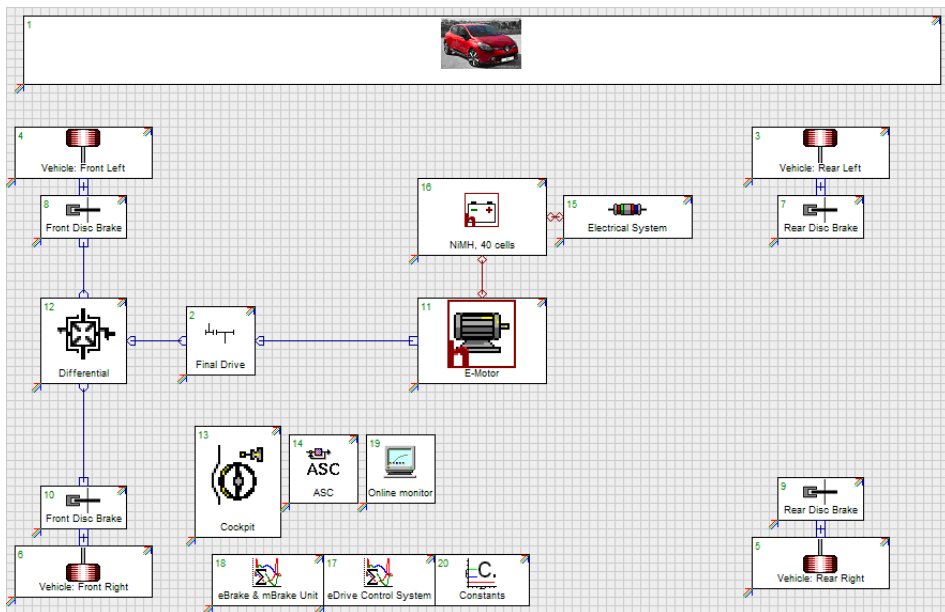 1
4
Vehicle: Front Left
3
Vehicle: Rear Left
8
Front Disc Brake
16
NiMH, 40 cells
15
Electrical System
7
Rear Disc Brake
12
Differential
2
Final Drive
11
E-Motor
13
Cockpit
14
ASC
ASC
19
Online monitor
10
Front Disc Brake
9
Rear Disc Brake
6
Vehicle: Front Right
5
Vehicle: Rear Right
18
eBrake & mBrake Unit
17
eDrive Control System
20
C.
Constants